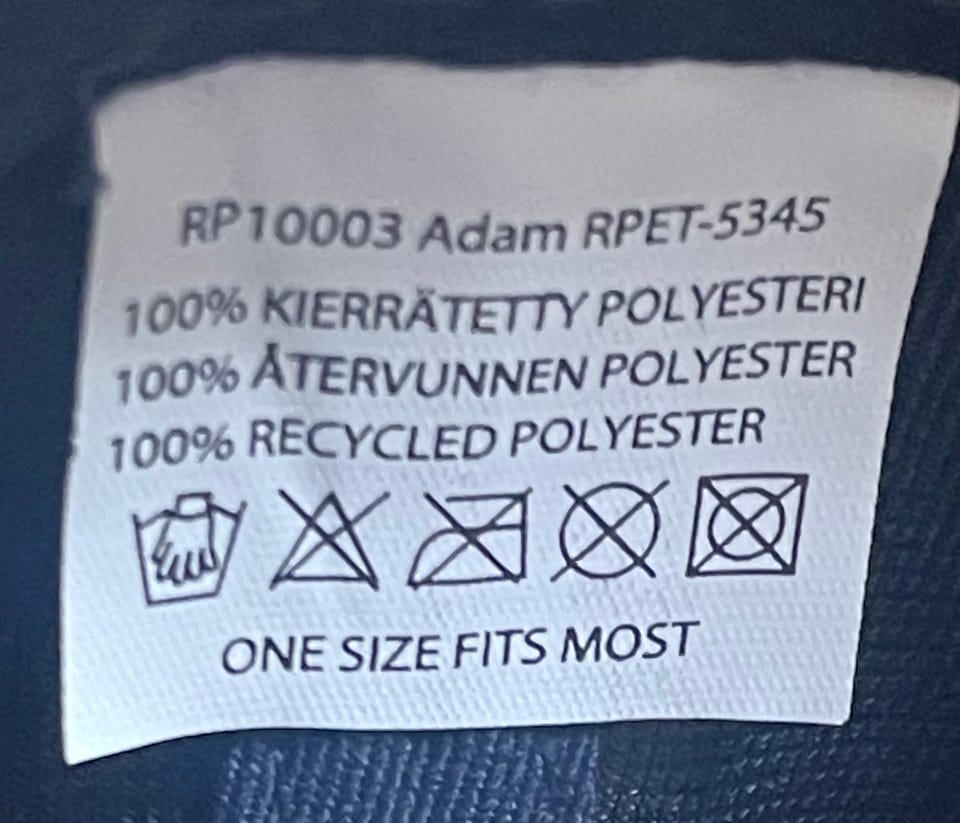 RP10003 Adam RPET-5345
100% KIERRÄTETTY POLYESTERI
100% ÅTERVUNNEN POLYESTER
100% RECYCLED POLYESTER
ONE SIZE FITS MOST